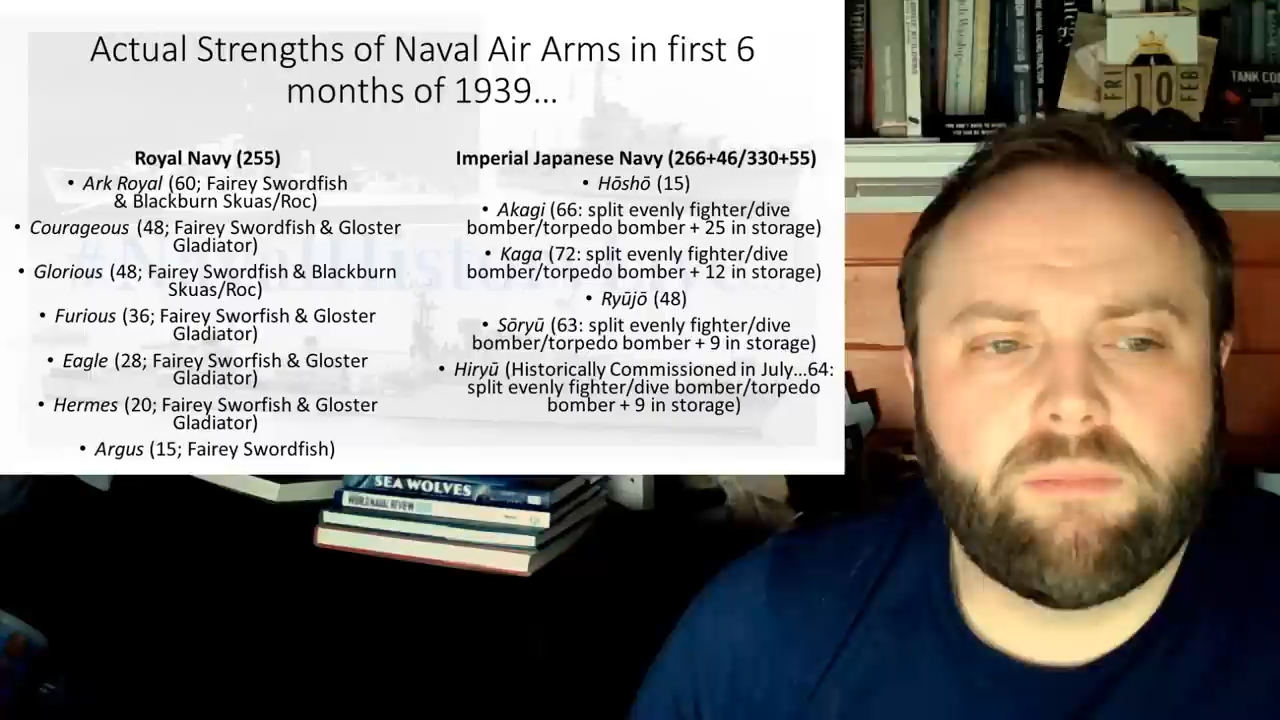 Actual Strengths of Naval Air Arms in first 6
months of 1939...
Royal Navy (255)
• Ark Royal (60; Fairey Swordfish
& Blackburn Skuas/Roc)
• Courageous (48; Fairey Swordfish & Gloster
Gladiator)
• Glorious (48; Fairey Swordfish & Blackburn
Skuas/Roc)
• Furious (36; Fairey Swordfish & Gloster
Gladiator)
• Eagle (28; Fairey Sworfish & Gloster
Gladiator)
• Hermes (20; Fairey Sworfish & Gloster
Gladiator)
• Argus (15; Fairey Swordfish)
Imperial Japanese Navy (266+46/330+55)
• Hōshō (15)
• Akagi (66: split evenly fighter/dive
bomber/torpedo bomber + 25 in storage)
• Kaga (72: split evenly fighter/dive
bomber/torpedo bomber + 12 in storage)
• Ryūjō (48)
• Sōryū (63: split evenly fighter/dive
bomber/torpedo bomber + 9 in storage)
• Hiryū (Historically Commissioned in July...64:
split evenly fighter/dive bomber/torpedo
bomber + 9 in storage)
FRI 10 FEB
TANK
SEA WOLVES
WORLD NAVAL REVIEW